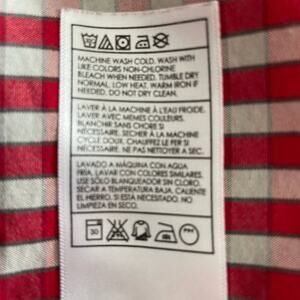 MACHINE WASH COLD. WASH WITH
LIKE COLORS NON-CHLORINE
BLEACH WHEN NEEDED. TUMBLE DRY
NORMAL, LOW HEAT. WARM IRON IF
NEEDED. DO NOT DRY CLEAN.
LAVER À LA MACHINE À L'EAU FROIDE.
LAVER AVEC MÊMES COULEURS.
BLANCHIR SANS CHORE SI
NÉCESSAIRE. SÉCHER À LA MACHINE
CYCLE DOUX. CHAUFFEZ LE FER SI
NÉCESSAIRE. NE PAS NETTOYER A SEC.
LAVADO A MÁQUINA CON AGUA
FRIA. LAVAR CON COLORES SIMILARES.
USE SÓLO BLANQUEADOR SIN CLORO.
SECAR A TEMPERATURA BAJA. CALIENTE
EL HIERRO. SI ESTÁ NECESITADO. NO
LIMPIEZA EN SECO.
30 PH